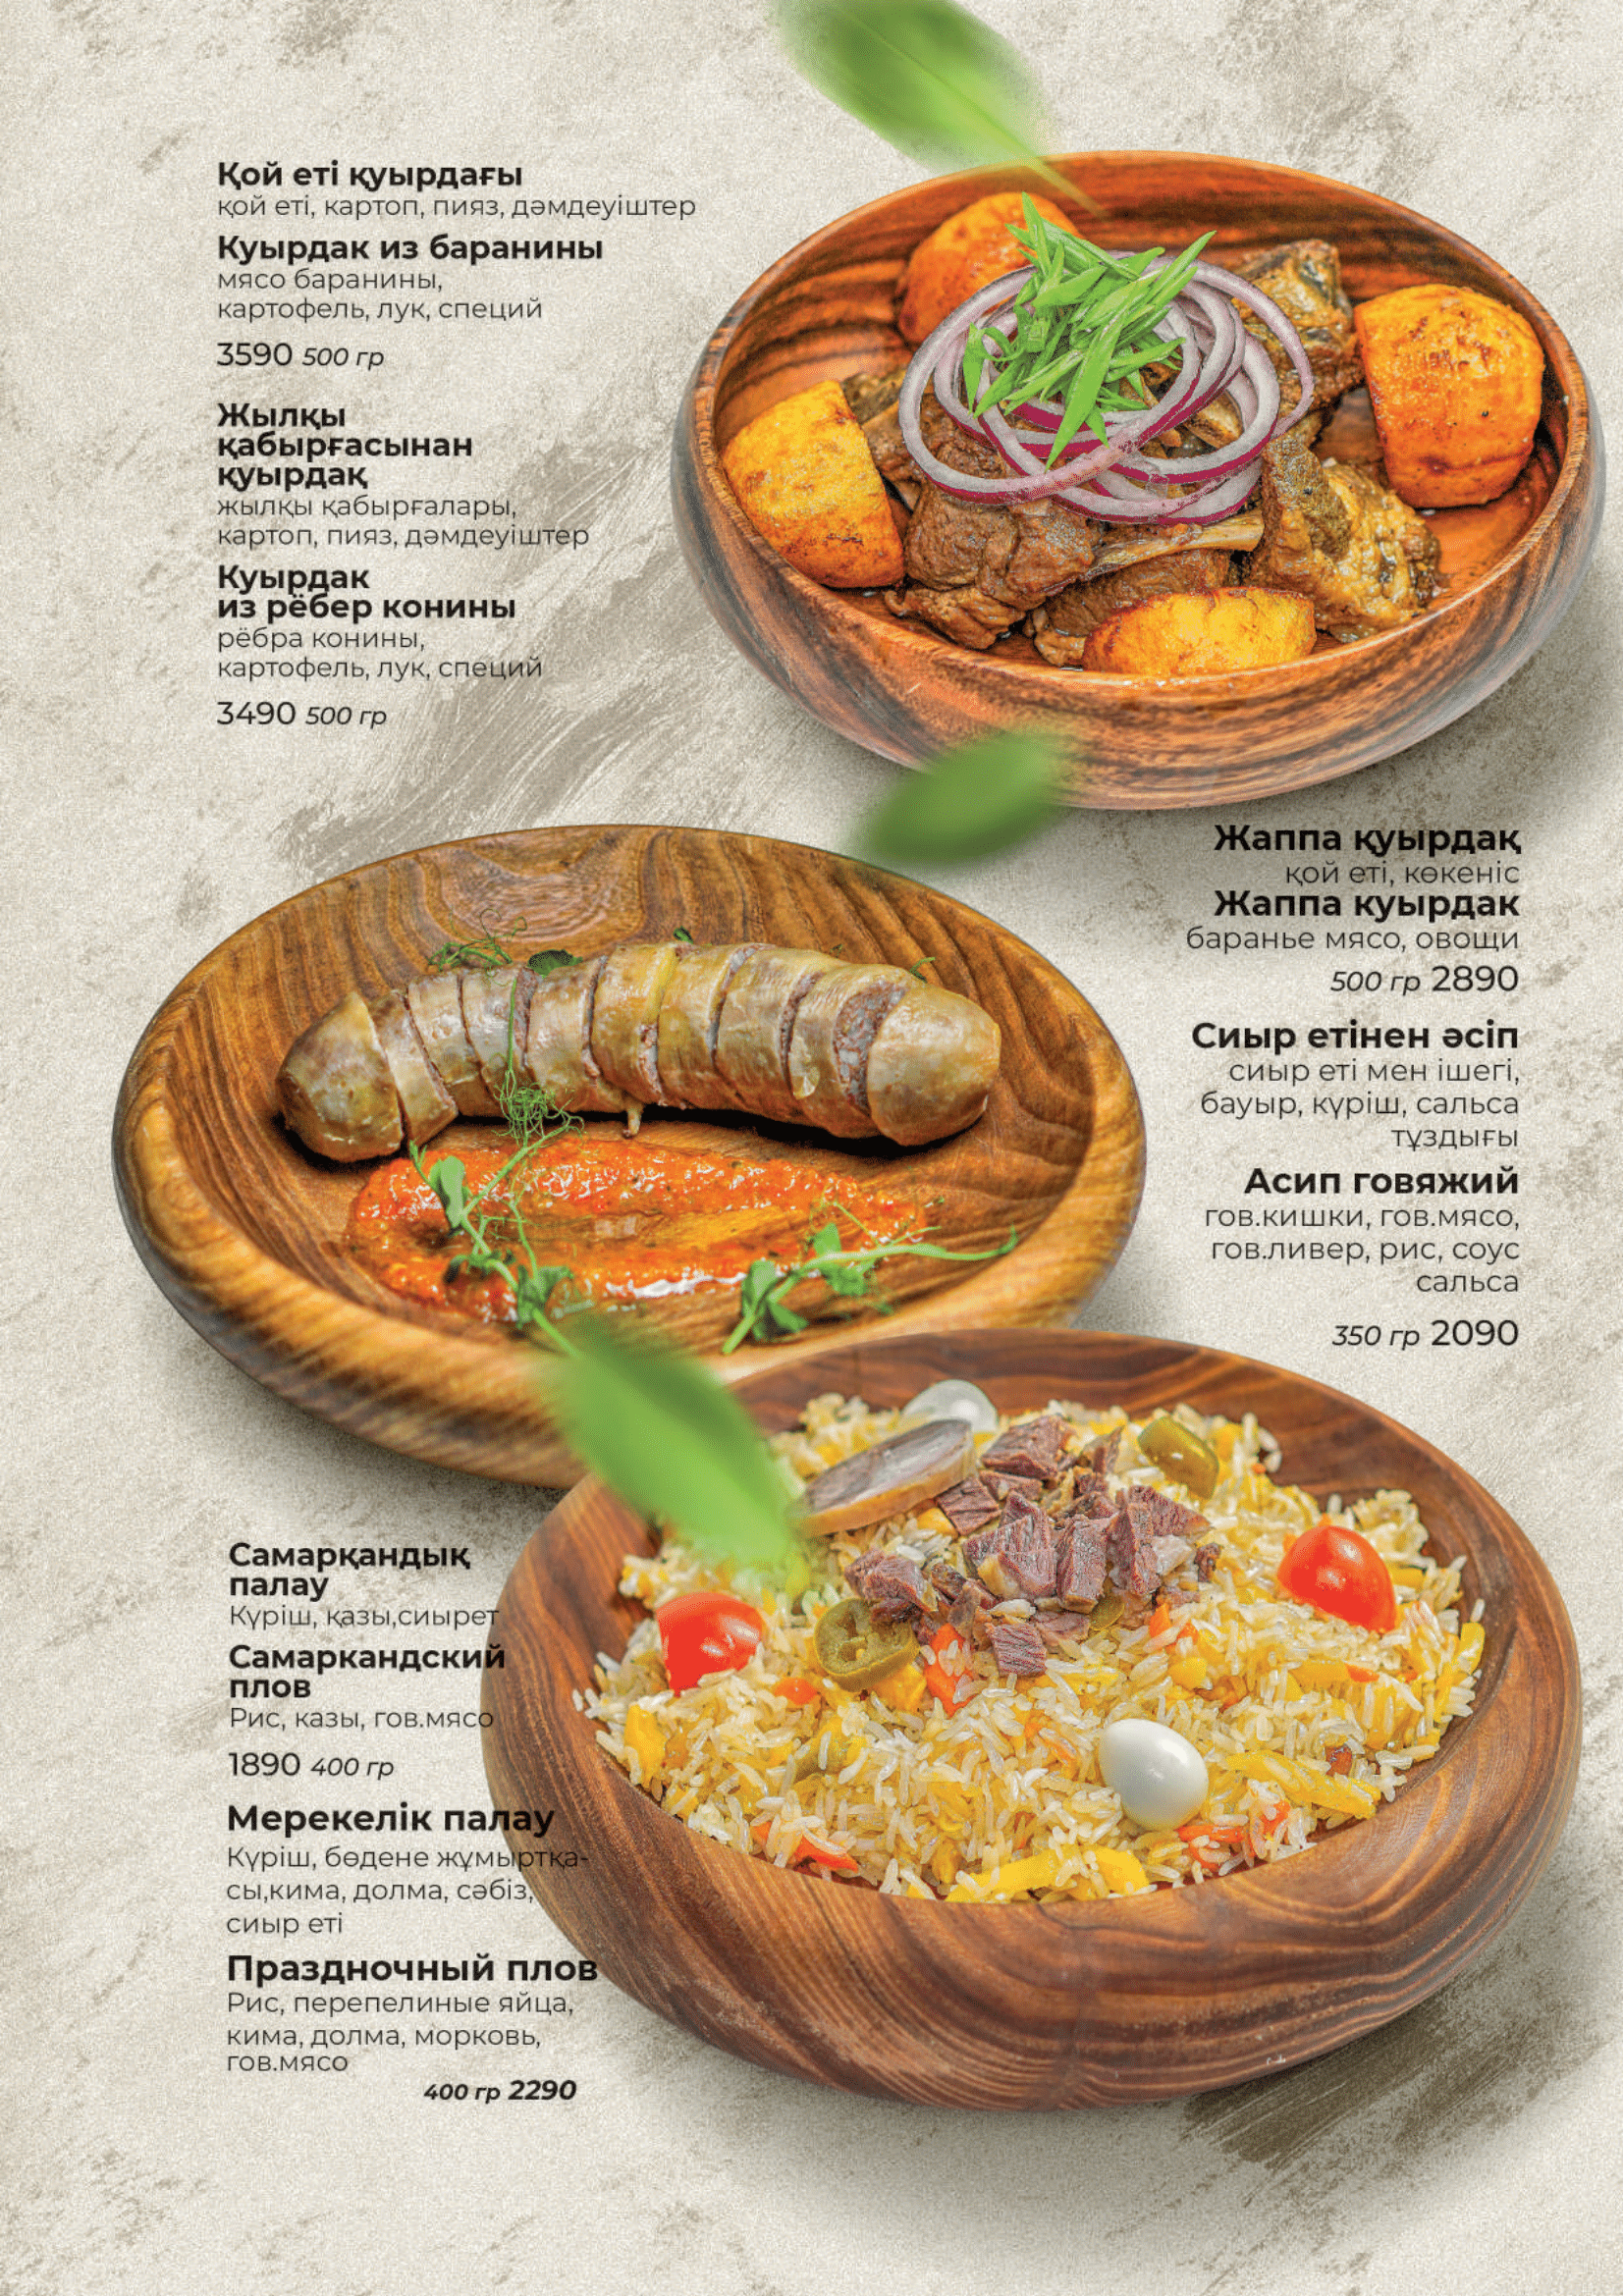 Қой еті қуырдағы
қой еті, картоп, пияз, дәмдеуіштер
Куырдак из баранины
мясо баранины,
картофель, лук, специй
3590 500 гр
Жылқы
қабырғасынан
қуырдақ
жылқы қабырғалары,
картоп, пияз, дәмдеуіштер
Куырдак
из рёбер конины
рёбра конины,
картофель, лук, специй
3490 500 гр
Жаппа қуырдақ
қой еті, көкеніс
Жаппа куырдак
баранье мясо, овощи
500 гр 2890
Сиыр етінен әсіп
сиыр еті мен ішегі,
бауыр, күріш, сальса
тұздығы
Асип говяжий
гов.кишки, гов.мясо,
гов.ливер, рис, соус
сальса
350 гр 2090
Самарқандық
палау
Күріш, қазы,сиырет
Самаркандский
плов
Рис, казы, гов.мясо
1890 400 гр
Мерекелік палау
Күріш, бөдене жұмыртқа-
сы,кима, долма, сәбіз,
сиыр еті
Праздночный плов
Рис, перепелиные яйца,
кима, долма, морковь,
гов.мясо
400 гр 2290